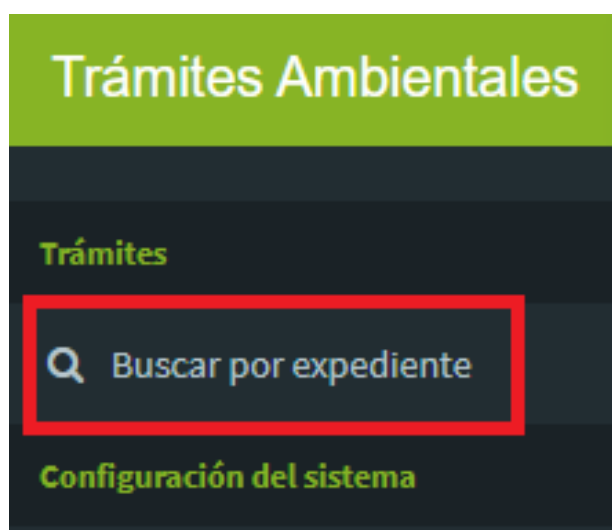 Trámites Ambientales
Trámites
Buscar por expediente
Configuración del sistema